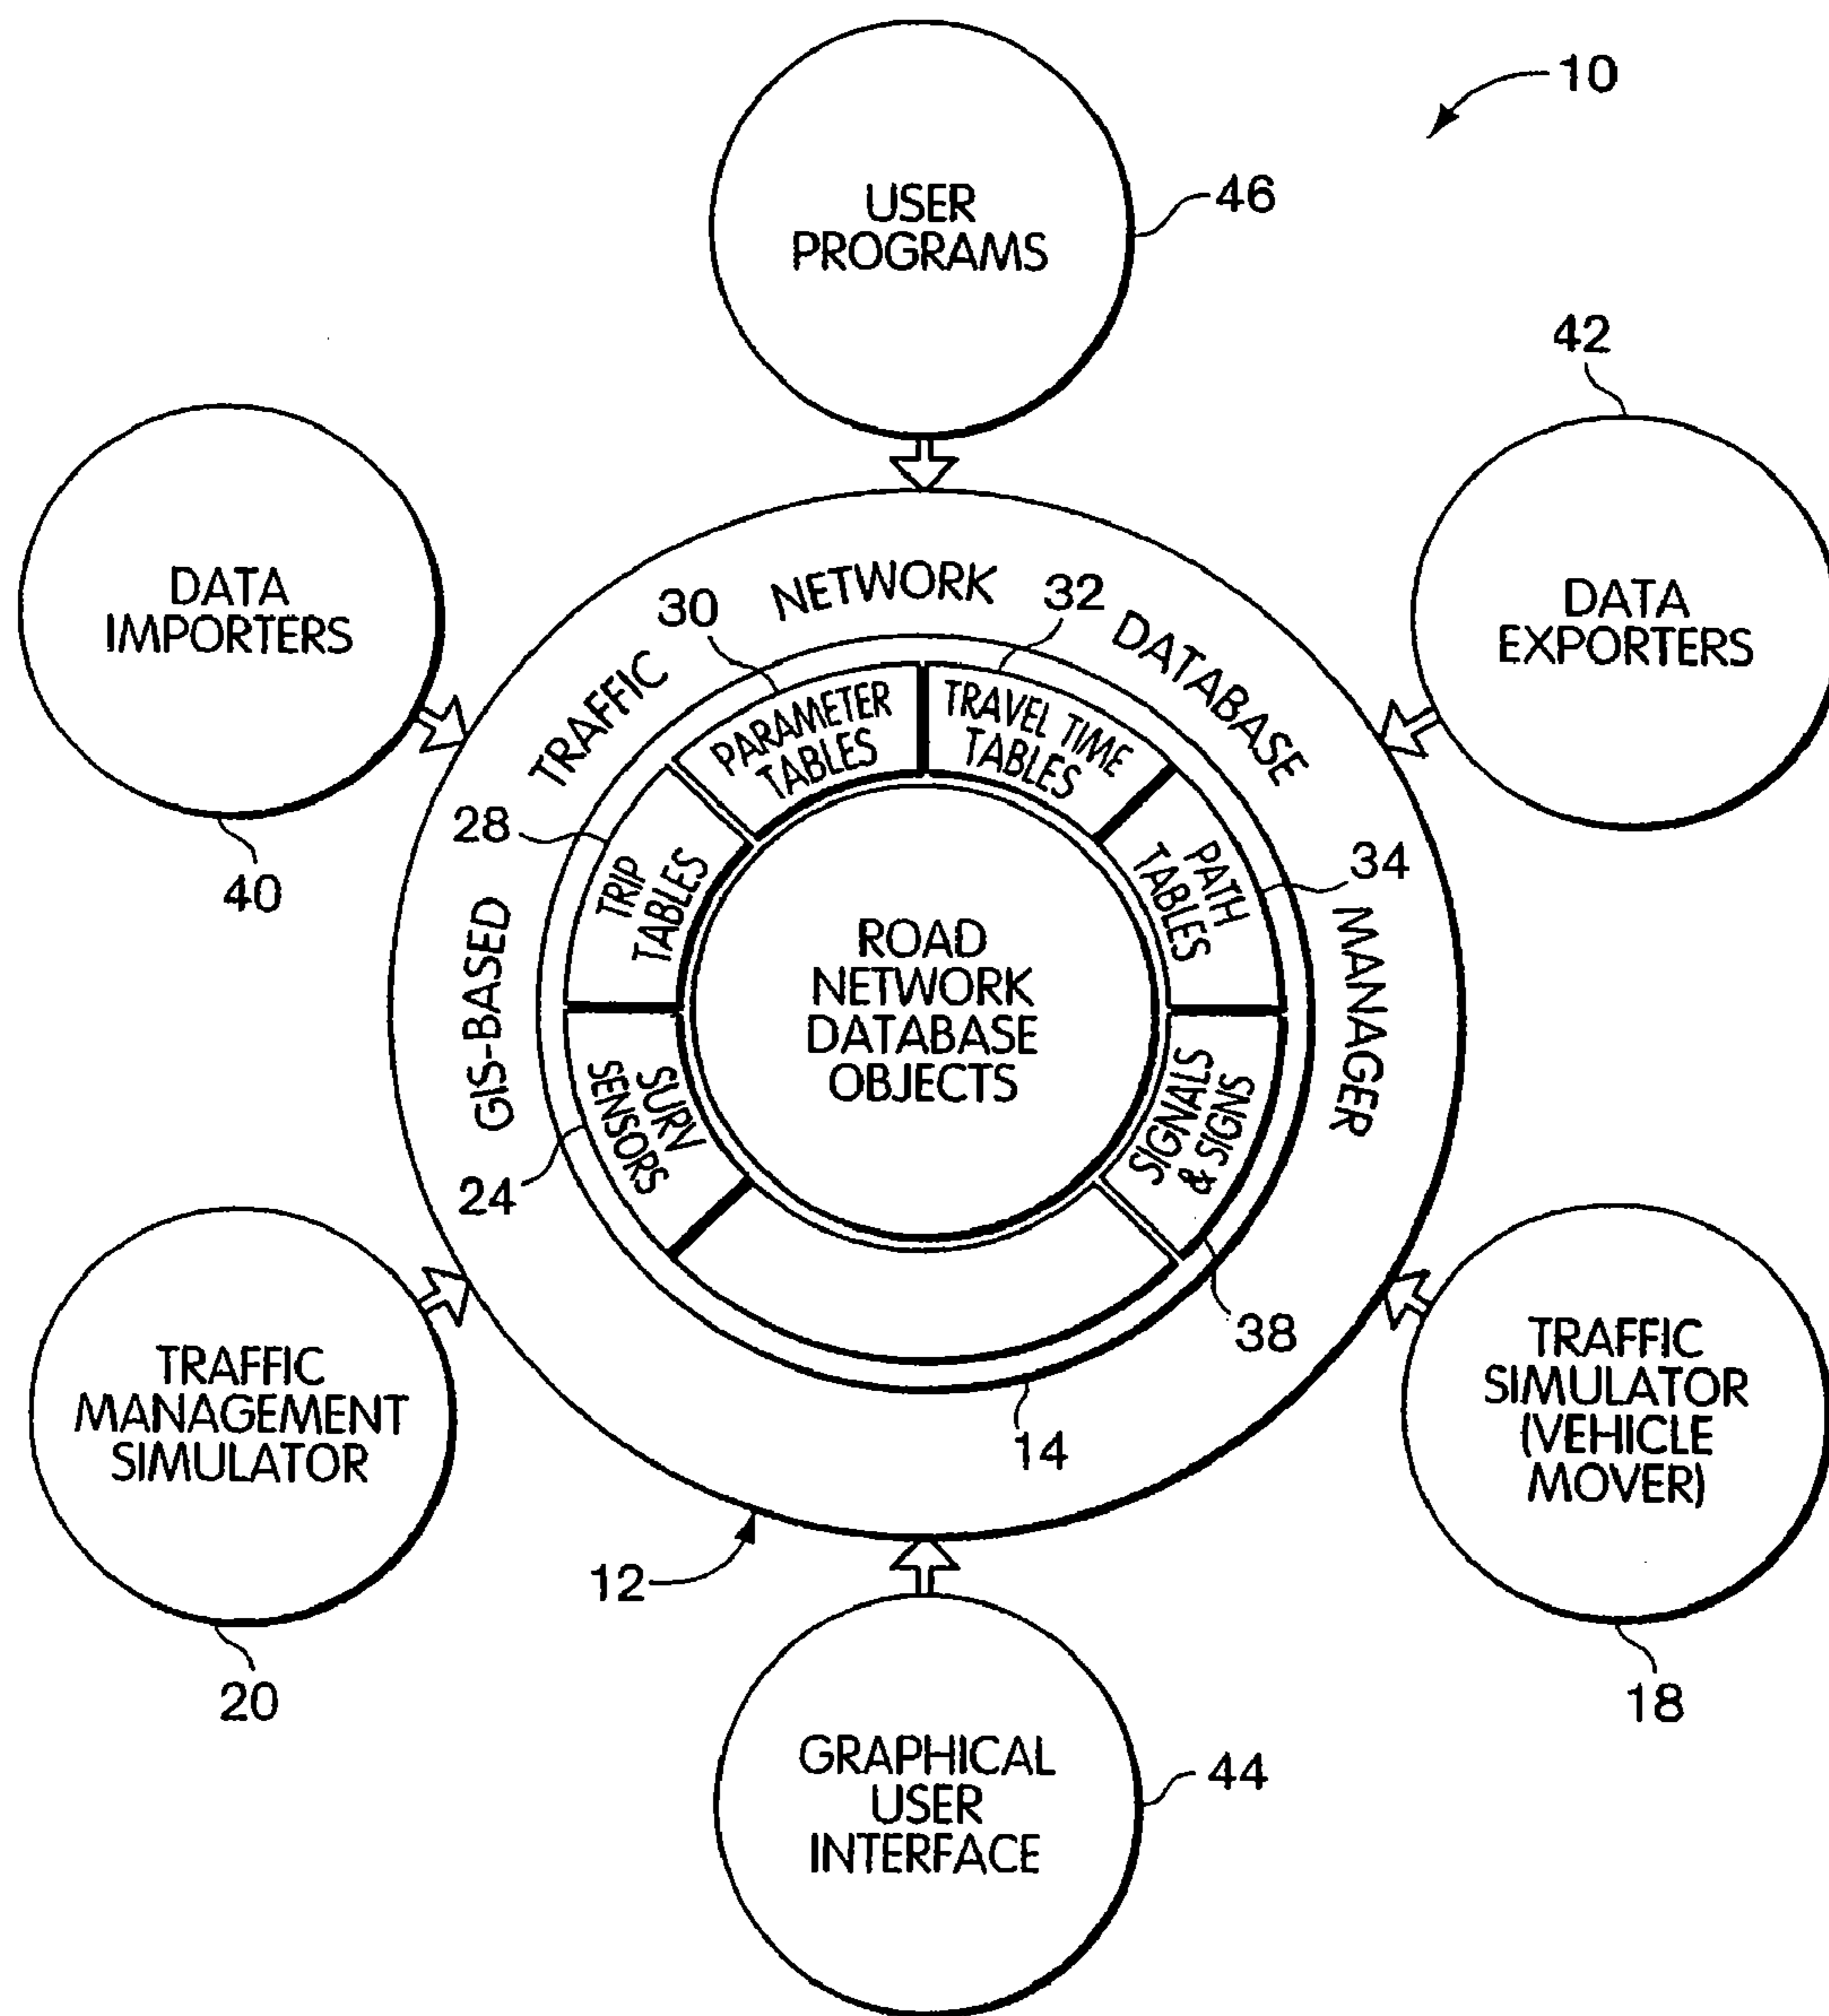 10
USER
PROGRAMS
46
42
DATA
IMPORTERS
40
DATA
EXPORTERS
GIS-BASED TRAFFIC NETWORK DATABASE MANAGER
30
32
PARAMETER
TABLES
TRAVEL TIME
TABLES
28
TRIP
TABLES
PATH
TABLES
34
ROAD
NETWORK
DATABASE
OBJECTS
SURV
SENSORS
24
SIGNALS
& SIGNS
38
14
12
TRAFFIC
MANAGEMENT
SIMULATOR
20
TRAFFIC
SIMULATOR
(VEHICLE
MOVER)
18
GRAPHICAL
USER
INTERFACE
44